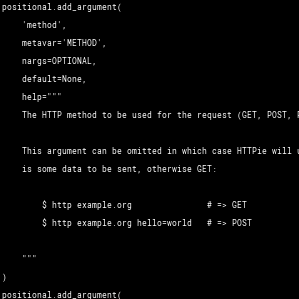 positional.add_argument(
    'method',
    metavar='METHOD',
    nargs=OPTIONAL,
    default=None,
    help="""
    The HTTP method to be used for the request (GET, POST,
    This argument can be omitted in which case HTTPie will
    is some data to be sent, otherwise GET:
        $ http example.org               # => GET
        $ http example.org hello=world   # => POST
    """
)
positional.add_argument(